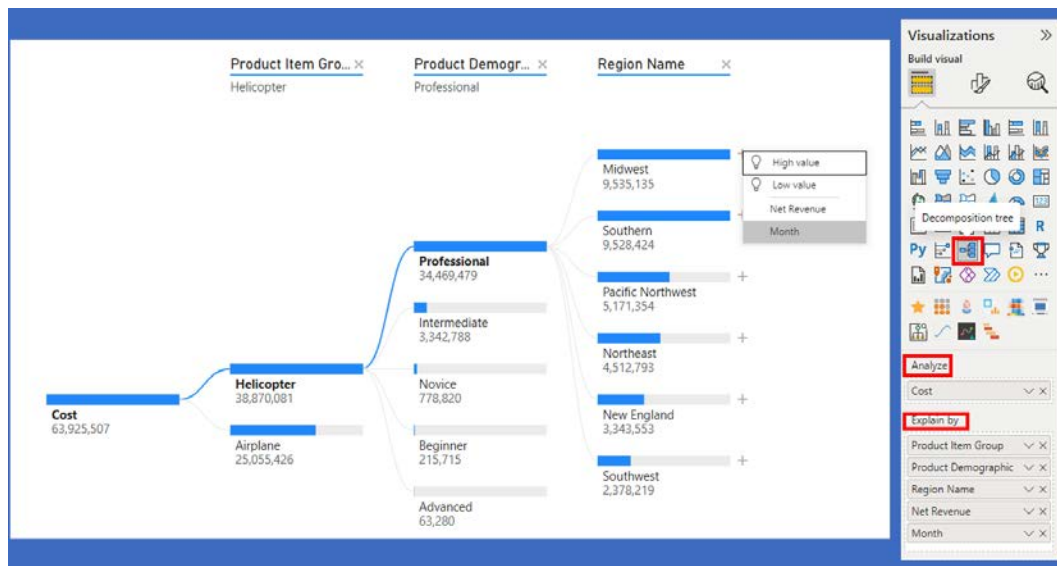 Product Item Gro... ×
Helicopter
Product Demogr... ×
Professional
Region Name ×
Cost
63,925,507
Helicopter
38,870,081
Airplane
25,055,426
Professional
34,469,479
Intermediate
3,342,788
Novice
778,820
Beginner
215,715
Advanced
63,280
Midwest
9,535,135
Southern
9,528,424
Pacific Northwest
5,171,354
Northeast
4,512,793
New England
3,343,553
Southwest
2,378,219
High value
Low value
Net Revenue
Month
Visualizations
Build visual
Decomposition tree
R
Py
Analyze
Cost
Explain by
Product Item Group
Product Demographic
Region Name
Net Revenue
Month